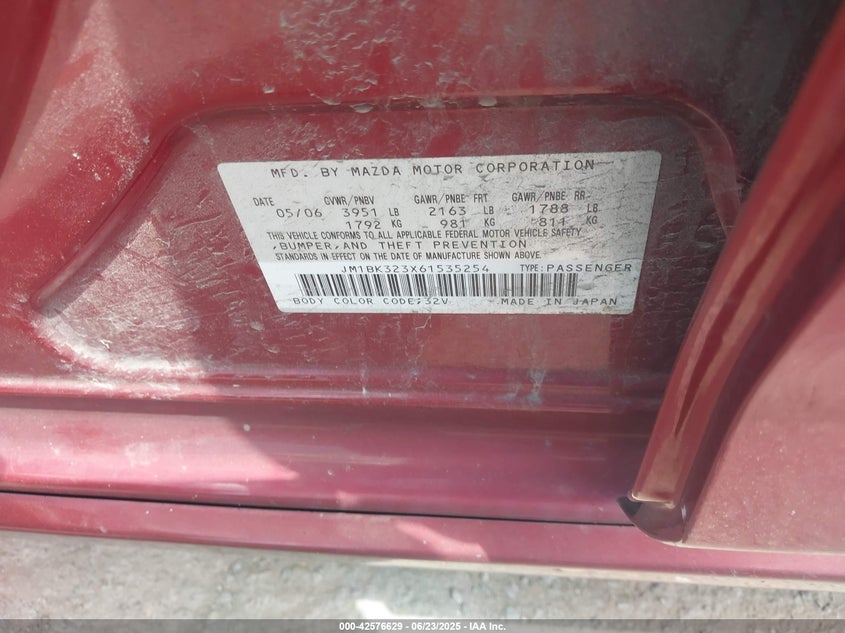 MFD. BY MAZDA MOTOR CORPORATION
DATE GVWR/PNBV GAWR/PNBE FRT GAWR/PNBE RR
05/06 3951 LB 2163 LB 1788 LB
1792 KG 981 KG 811 KG
THIS VEHICLE CONFORMS TO ALL APPLICABLE FEDERAL MOTOR VEHICLE SAFETY
,BUMPER,AND THEFT PREVENTION
STANDARDS IN EFFECT ON THE DATE OF MANUFACTURE SHOWN ABOVE.
JM1BK323X61535254 TYPE:PASSENGER
BODY COLOR CODE:32V MADE IN JAPAN
000-42576629 - 06/23/2025 - IAA Inc.